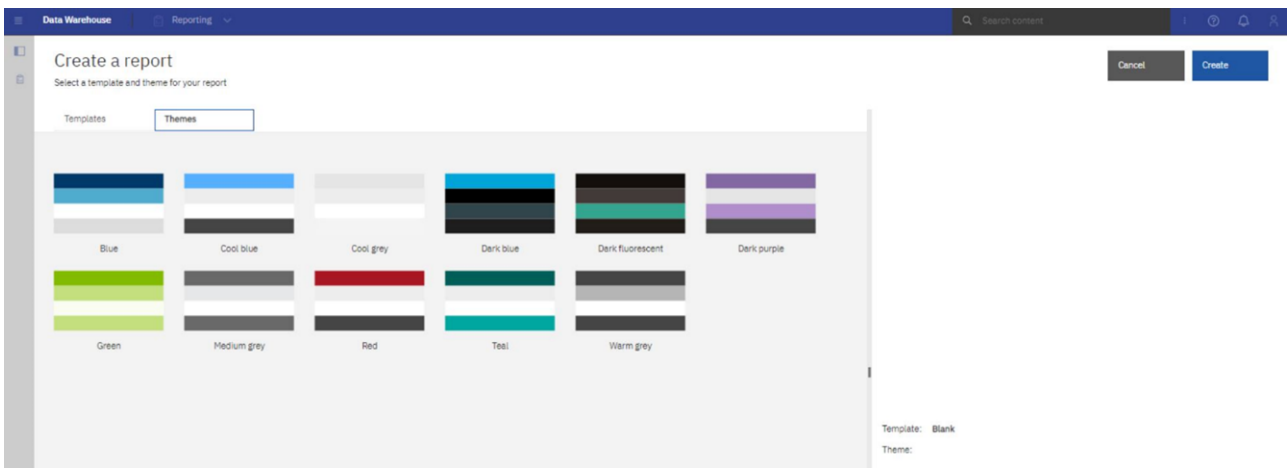 Data Warehouse Reporting Search content
Create a report
Select a template and theme for your report
Cancel Create
Templates Themes
Blue Cool blue Cool grey Dark blue Dark fluorescent Dark purple
Green Medium grey Red Teal Warm grey
Template: Blank
Theme: